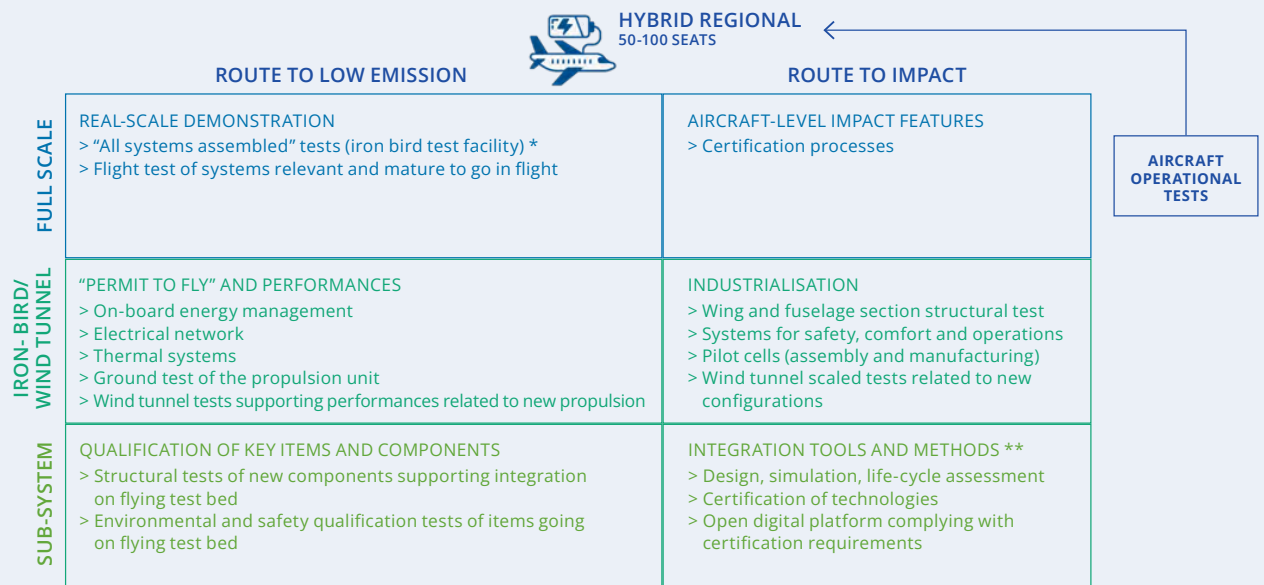 HYBRID REGIONAL
50-100 SEATS
ROUTE TO LOW EMISSION
ROUTE TO IMPACT
FULL SCALE
REAL-SCALE DEMONSTRATION
> “All systems assembled” tests (iron bird test facility) *
> Flight test of systems relevant and mature to go in flight
AIRCRAFT-LEVEL IMPACT FEATURES
> Certification processes
AIRCRAFT
OPERATIONAL
TESTS
IRON- BIRD/
WIND TUNNEL
“PERMIT TO FLY” AND PERFORMANCES
> On-board energy management
> Electrical network
> Thermal systems
> Ground test of the propulsion unit
> Wind tunnel tests supporting performances related to new propulsion
INDUSTRIALISATION
> Wing and fuselage section structural test
> Systems for safety, comfort and operations
> Pilot cells (assembly and manufacturing)
> Wind tunnel scaled tests related to new
configurations
SUB-SYSTEM
QUALIFICATION OF KEY ITEMS AND COMPONENTS
> Structural tests of new components supporting integration
on flying test bed
> Environmental and safety qualification tests of items going
on flying test bed
INTEGRATION TOOLS AND METHODS **
> Design, simulation, life-cycle assessment
> Certification of technologies
> Open digital platform complying with
certification requirements